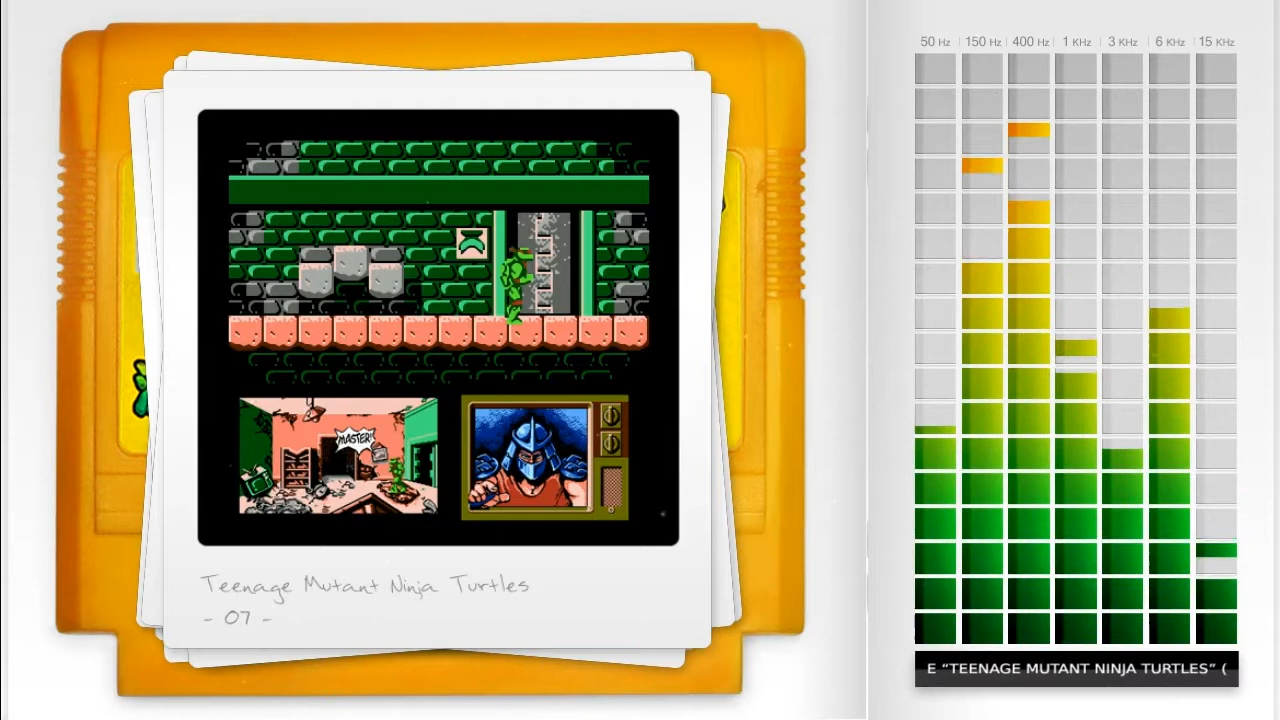 50 Hz 150 Hz 400 Hz 1 KHz 3 KHz 6 KHz 15 KHz
MASTER!
Teenage Mutant Ninja Turtles
- 07 -
E “TEENAGE MUTANT NINJA TURTLES” (